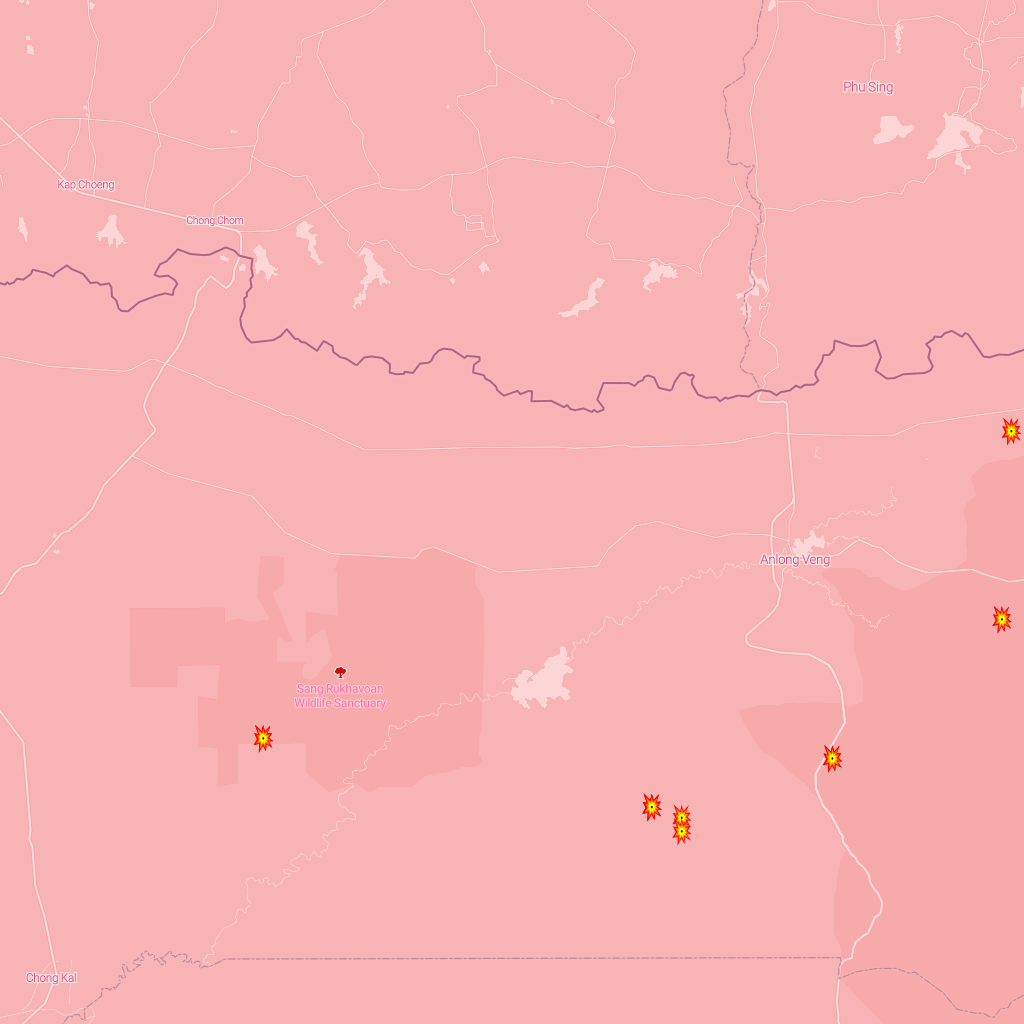 Phu Sing
Kap Choeng
Chong Chom
Anlong Veng
Sang Rukhavoan
Wildlife Sanctuary
Chong Kal